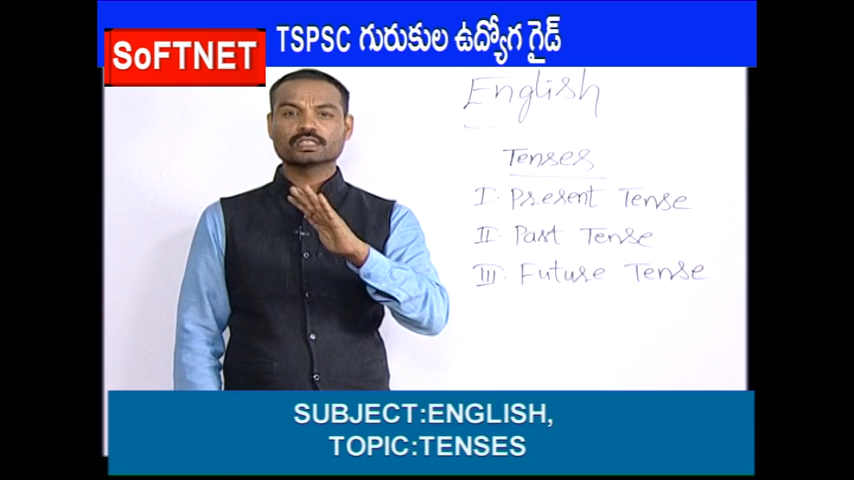 TSPSC గురుకుల ఉద్యోగ గైడ్
SoFTNET
English
Tenses
I. Present Tense
II. Past Tense
III. Future Tense
SUBJECT:ENGLISH,
TOPIC:TENSES